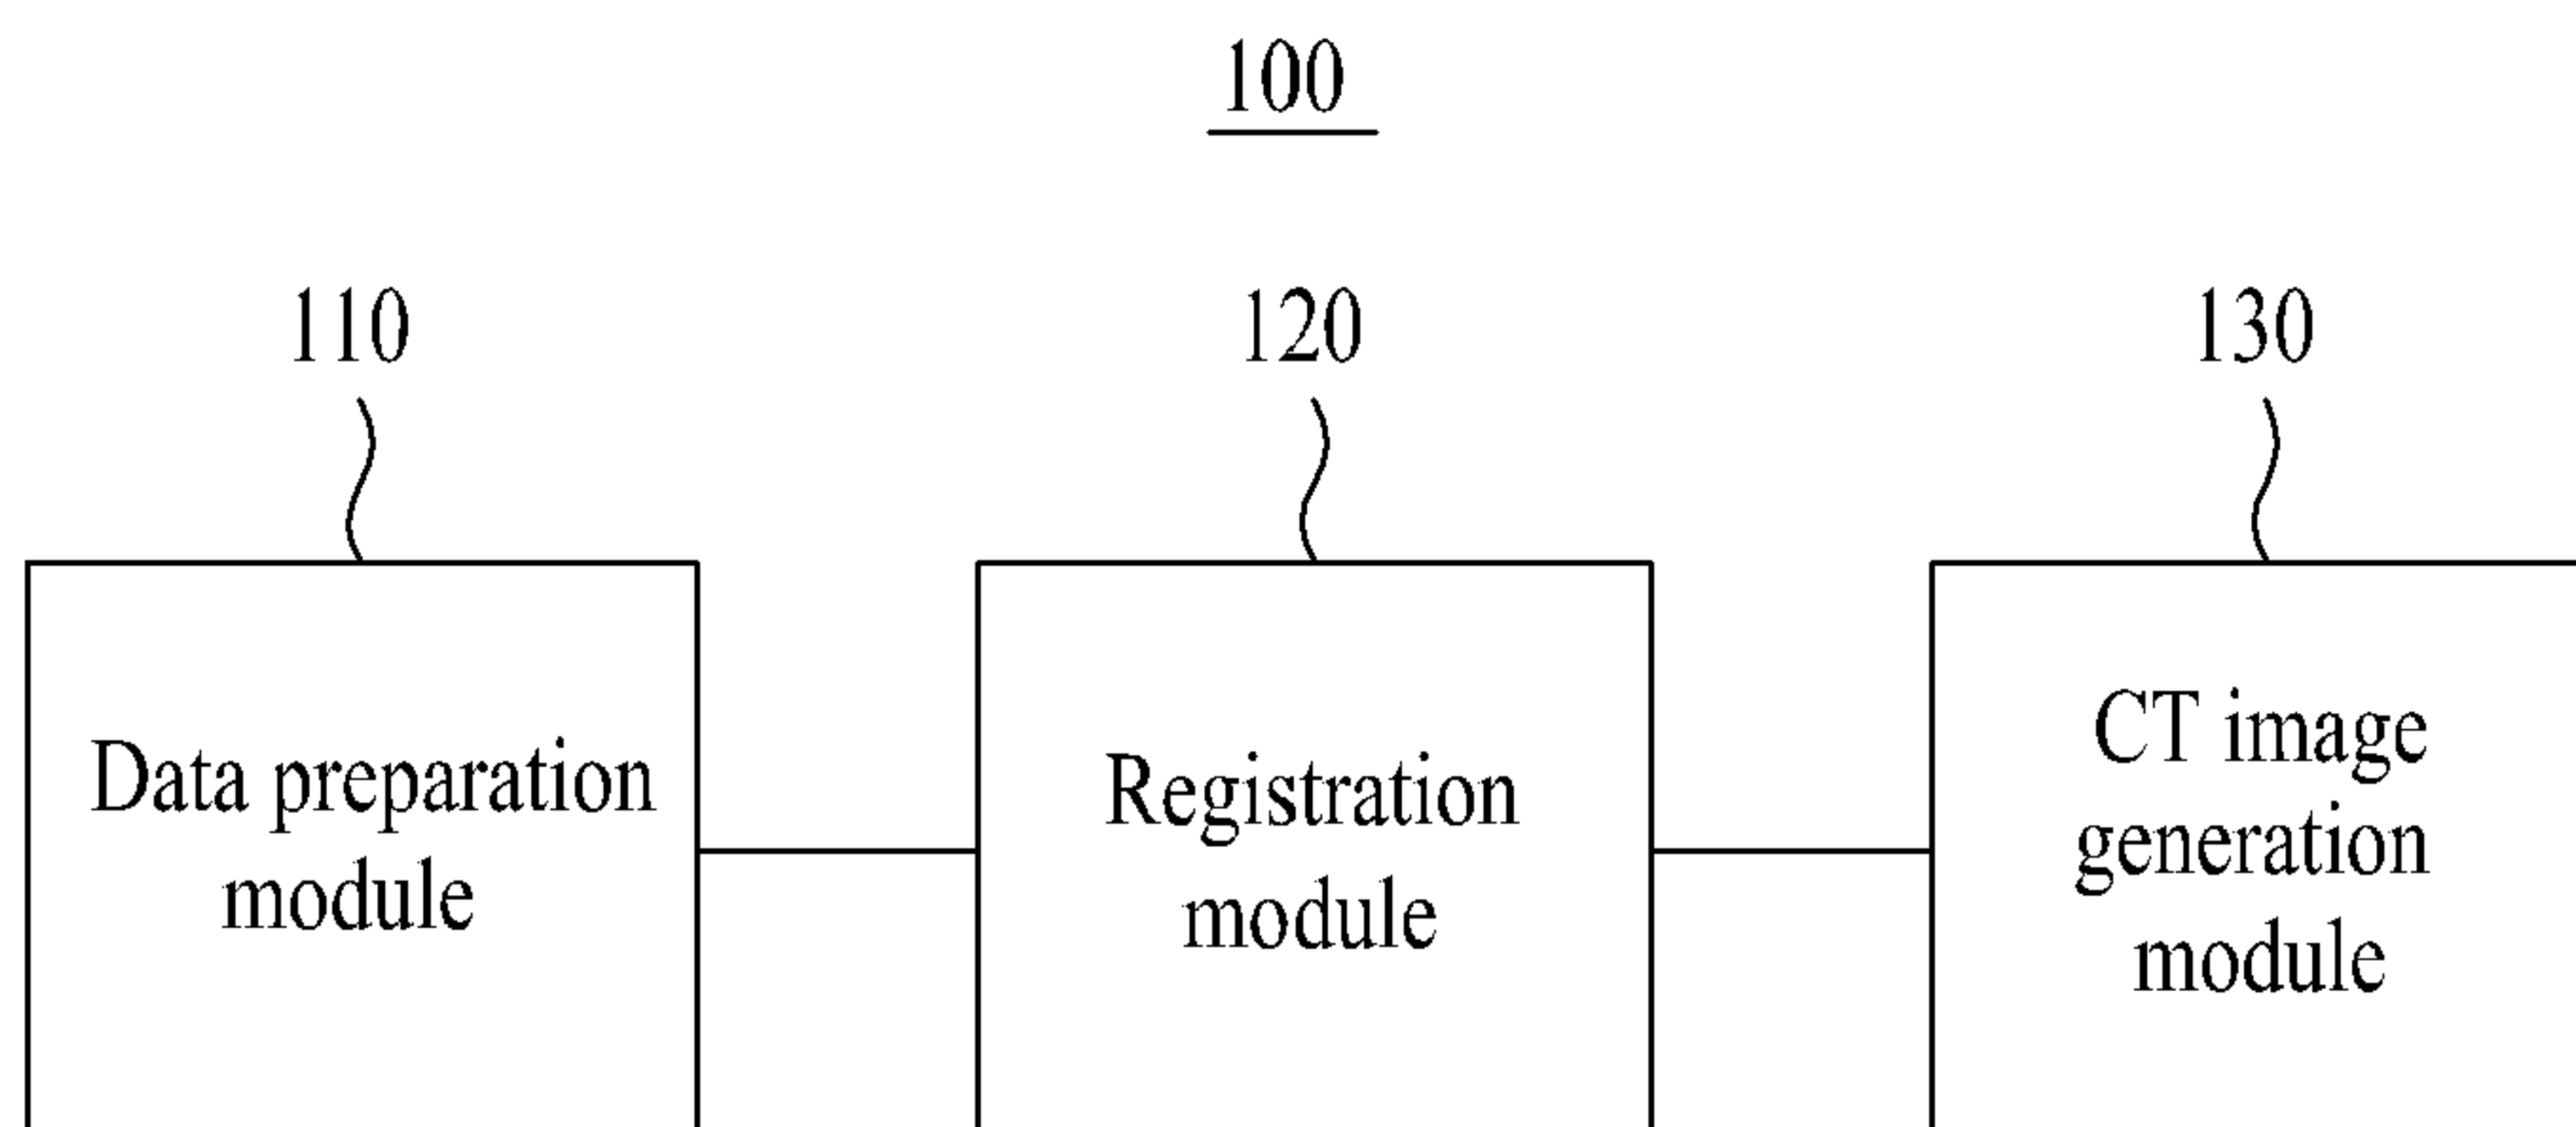 100
110
120
130
Data preparation
module
Registration
module
CT image
generation
module